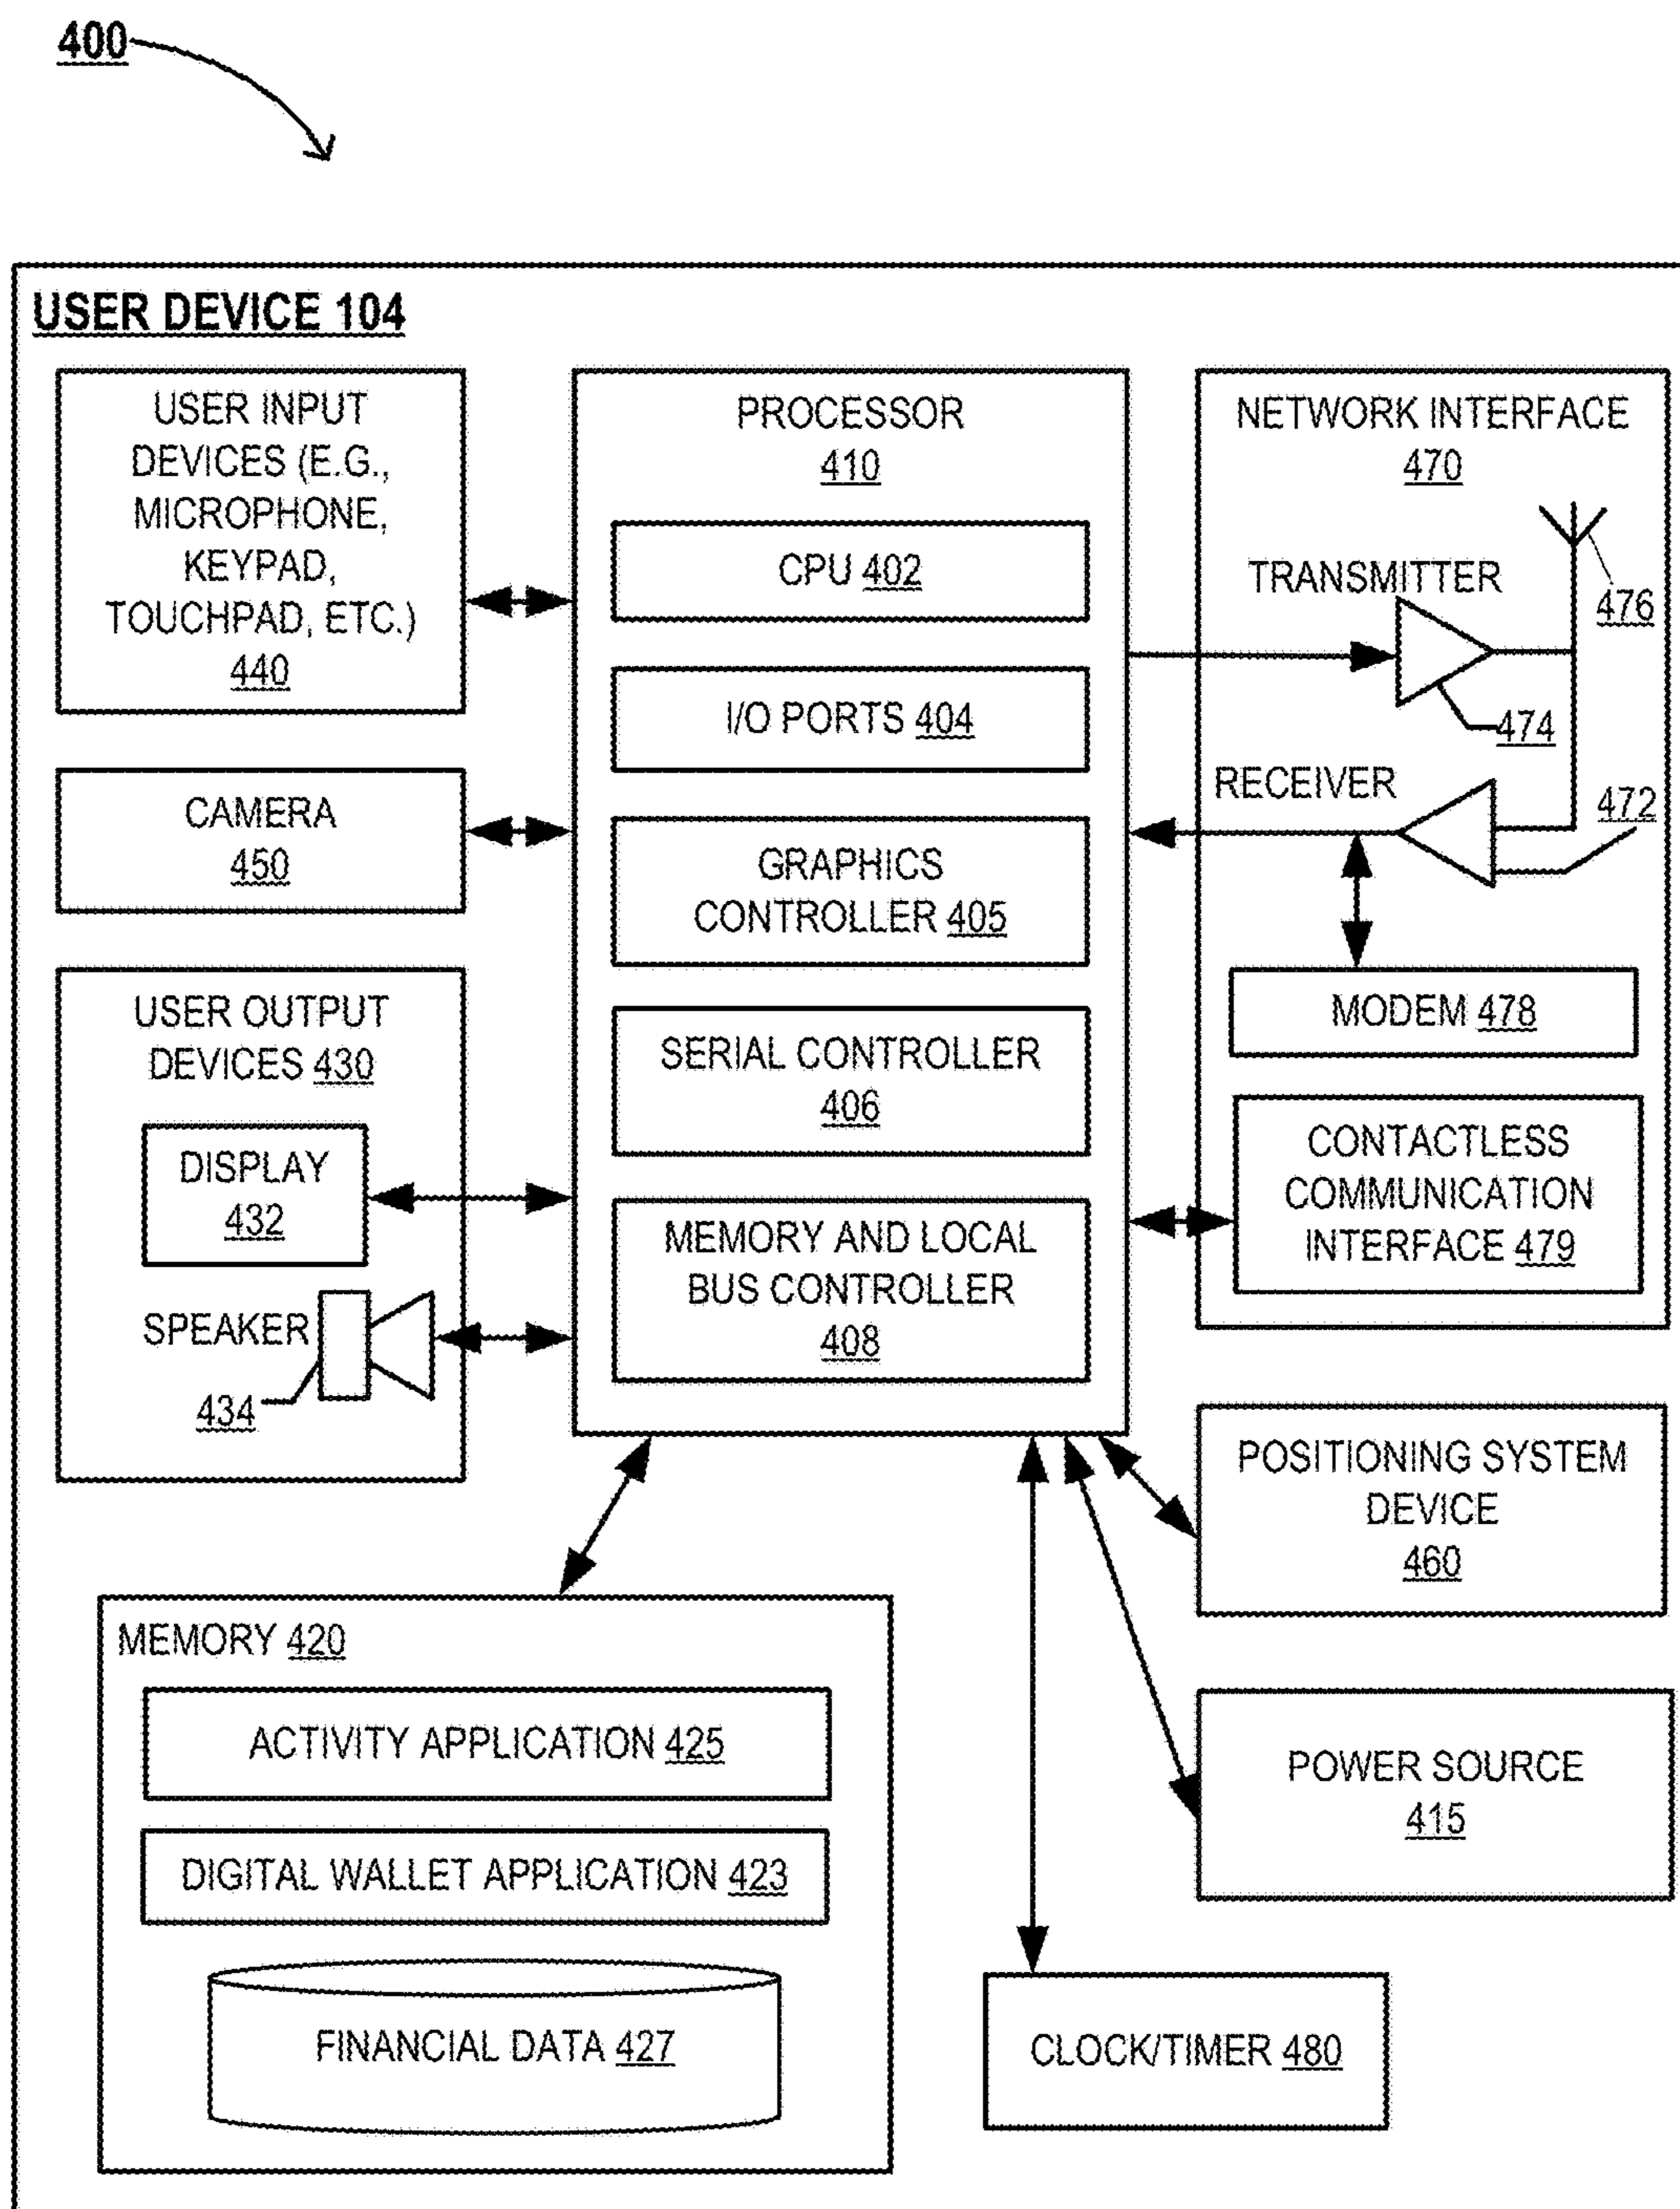 400
USER DEVICE 104
USER INPUT
DEVICES (E.G.,
MICROPHONE,
KEYPAD,
TOUCHPAD, ETC.)
440
CAMERA
450
USER OUTPUT
DEVICES 430
DISPLAY
432
SPEAKER
434
PROCESSOR
410
CPU 402
I/O PORTS 404
GRAPHICS
CONTROLLER 405
SERIAL CONTROLLER
406
MEMORY AND LOCAL
BUS CONTROLLER
408
NETWORK INTERFACE
470
TRANSMITTER
476
474
RECEIVER
472
MODEM 478
CONTACTLESS
COMMUNICATION
INTERFACE 479
POSITIONING SYSTEM
DEVICE
460
MEMORY 420
ACTIVITY APPLICATION 425
DIGITAL WALLET APPLICATION 423
FINANCIAL DATA 427
POWER SOURCE
415
CLOCK/TIMER 480